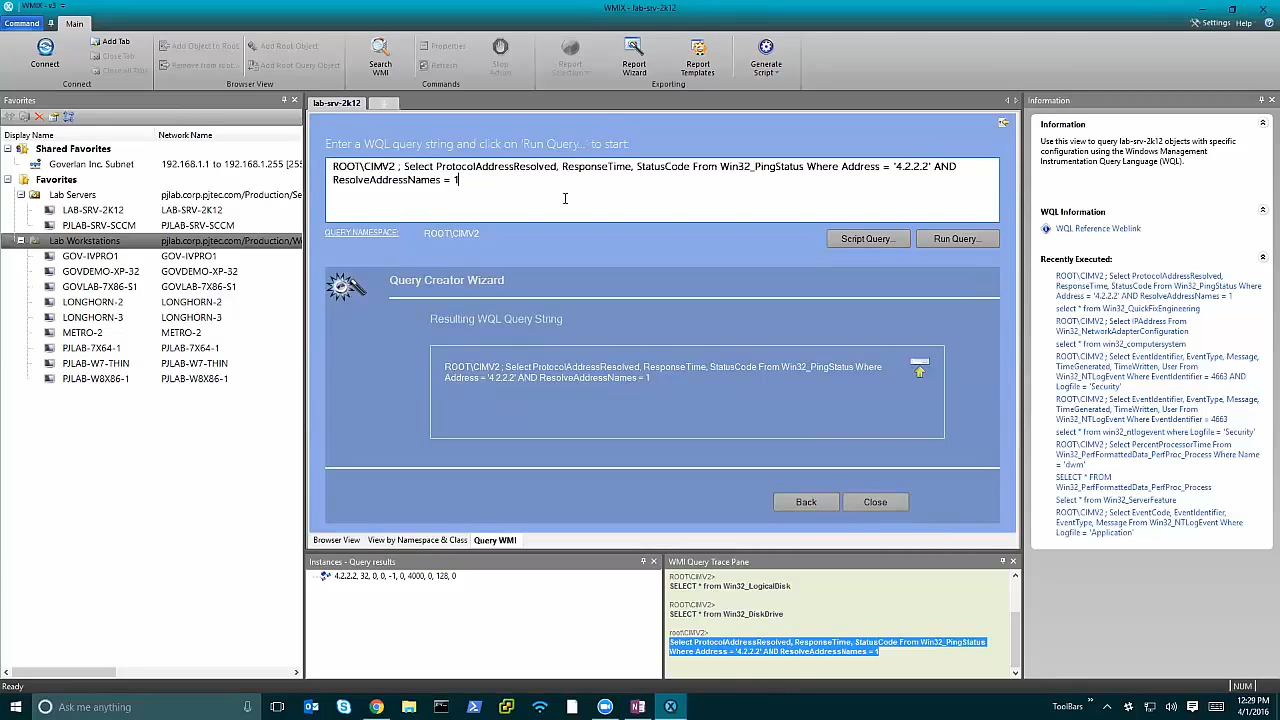 WMIX - v3
lab-srv-2k12
WMIX - lab-srv-2k12
Command
Main
Settings
Help
Connect
Add Tab
Close Tab
Close all Tabs
Connect
Add Object to Root
Remove from root...
Add Root Object
Add Root Query Object
Browser View
Search WMI
Properties
Refresh
Stop Action
Commands
Report Selection
Report Wizard
Report Templates
Exporting
Generate Script
Favorites
Display Name
Network Name
Shared Favorites
Goverlan Inc. Subnet
192.168.1.1 to 192.168.1.255 [255
Favorites
Lab Servers
pjlab.corp.pjtec.com/Production/Se
LAB-SRV-2K12
LAB-SRV-2K12
PJLAB-SRV-SCCM
PJLAB-SRV-SCCM
Lab Workstations
pjlab.corp.pjtec.com/Production/W
GOV-IVPRO1
GOV-IVPRO1
GOVDEMO-XP-32
GOVDEMO-XP-32
GOVLAB-7X86-S1
GOVLAB-7X86-S1
LONGHORN-2
LONGHORN-2
LONGHORN-3
LONGHORN-3
METRO-2
METRO-2
PJLAB-7X64-1
PJLAB-7X64-1
PJLAB-W7-THIN
PJLAB-W7-THIN
PJLAB-W8X86-1
PJLAB-W8X86-1
Enter a WQL query string and click on 'Run Query...' to start:
ROOT\CIMV2 ; Select ProtocolAddressResolved, ResponseTime, StatusCode From Win32_PingStatus Where Address = '4.2.2.2' AND
ResolveAddressNames = 1
QUERY NAMESPACE:
ROOT\CIMV2
Script Query...
Run Query...
Query Creator Wizard
Resulting WQL Query String
ROOT\CIMV2 ; Select ProtocolAddressResolved, ResponseTime, StatusCode From Win32_PingStatus Where
Address = '4.2.2.2' AND ResolveAddressNames = 1
Back
Close
Browser View
View by Namespace & Class
Query WMI
Instances - Query results
4.2.2.2, 32, 0, 0, -1, 0, 4000, 0, 128, 0
WMI Query Trace Pane
ROOT\CIMV2>
SELECT * from Win32_LogicalDisk
ROOT\CIMV2>
SELECT * from Win32_DiskDrive
root\CIMV2>
Select ProtocolAddressResolved, ResponseTime, StatusCode From Win32_PingStatus
Where Address = '4.2.2.2' AND ResolveAddressNames = 1
Information
Information
Use this view to query lab-srv-2k12 objects with specific
configuration using the Windows Management
Instrumentation Query Language (WQL).
WQL Information
WQL Reference Weblink
Recently Executed:
ROOT\CIMV2 ; Select ProtocolAddressResolved,
ResponseTime, StatusCode From Win32_PingStatus Where
Address = '4.2.2.2' AND ResolveAddressNames = 1
select * from Win32_QuickFixEngineering
ROOT\CIMV2 ; Select IPAddress From
Win32_NetworkAdapterConfiguration
select * from win32_computersystem
ROOT\CIMV2 ; Select EventIdentifier, EventType, Message,
TimeGenerated, TimeWritten, User From
Win32_NTLogEvent Where EventIdentifier = 4663 AND
Logfile = 'Security'
ROOT\CIMV2 ; Select EventIdentifier, EventType, Message,
TimeGenerated, TimeWritten, User From
Win32_NTLogEvent Where EventIdentifier = 4663
select * from win32_ntlogevent where Logfile = 'Security'
ROOT\CIMV2 ; Select PercentProcessorTime From
Win32_PerfFormattedData_PerfProc_Process Where Name
= 'dwm'
SELECT * FROM
Win32_PerfFormattedData_PerfProc_Process
Select * from Win32_ServerFeature
ROOT\CIMV2 ; Select EventCode, EventIdentifier,
EventType, Message From Win32_NTLogEvent Where
Logfile = 'Application'
Ready
NUM
Ask me anything
ToolBars
12:29 PM
4/1/2016